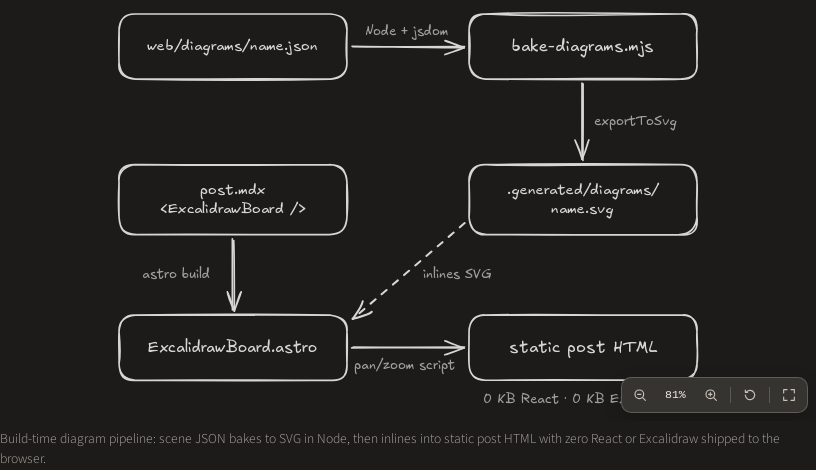 web/diagrams/name.json
Node + jsdom
bake-diagrams.mjs
exportToSvg
post.mdx
<ExcalidrawBoard />
.generated/diagrams/
name.svg
astro build
inlines SVG
ExcalidrawBoard.astro
pan/zoom script
static post HTML
0 KB React · 0 KB
81%
Build-time diagram pipeline: scene JSON bakes to SVG in Node, then inlines into static post HTML with zero React or Excalidraw shipped to the
browser.